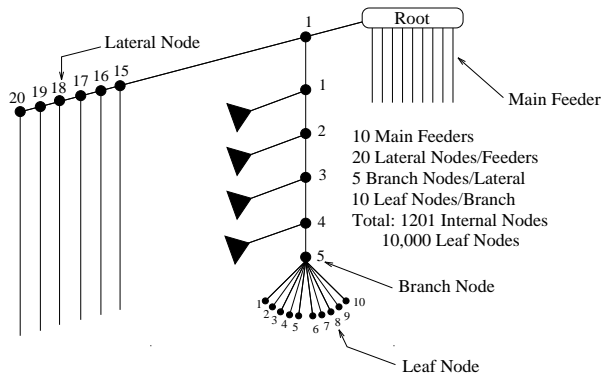 1
Root
Lateral Node
20 19 18 17 16 15
1
Main Feeder
2
10 Main Feeders
20 Lateral Nodes/Feeders
3
5 Branch Nodes/Lateral
10 Leaf Nodes/Branch
4
Total: 1201 Internal Nodes
10,000 Leaf Nodes
5
Branch Node
1 2 3 4 5 6 7 8 9 10
Leaf Node